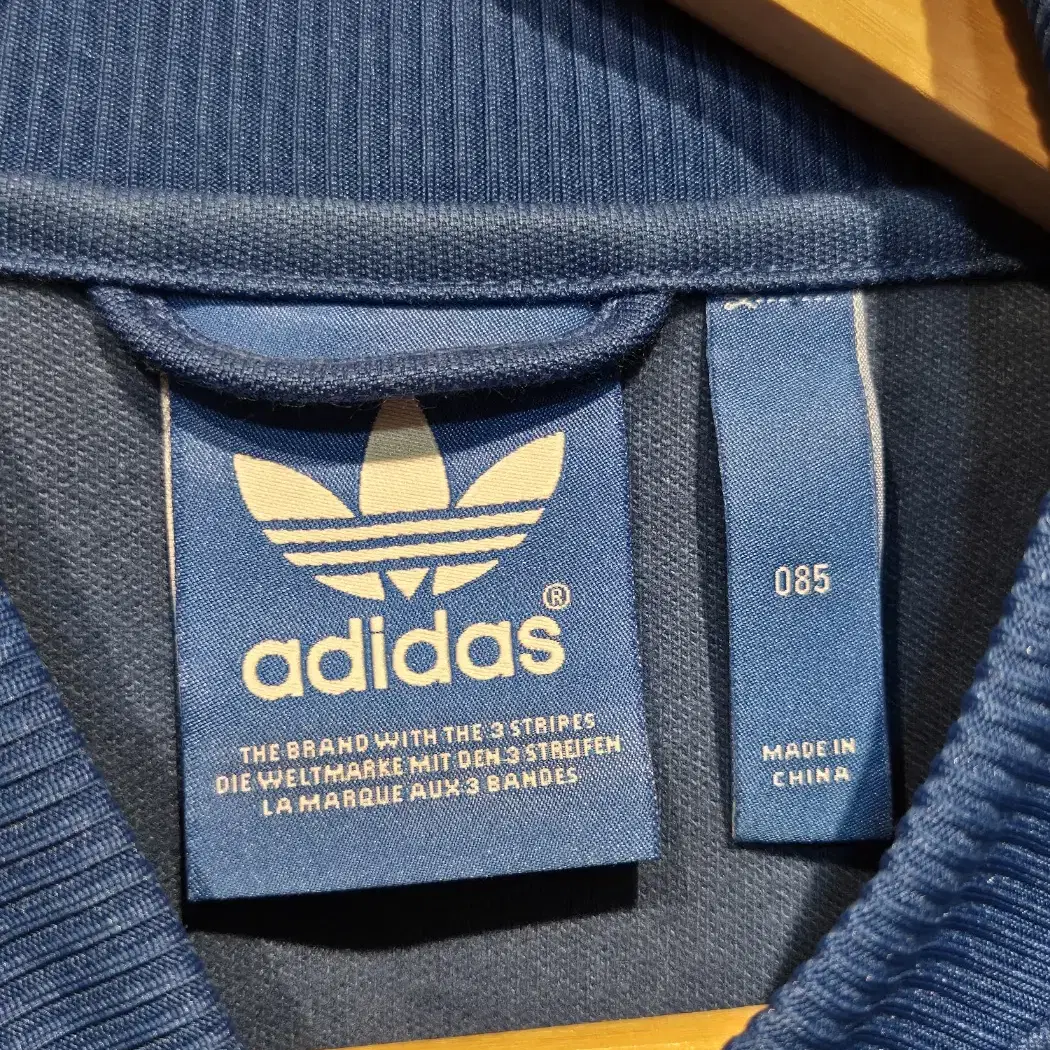 adidas®
THE BRAND WITH THE 3 STRIPES
DIE WELTMARKE MIT DEN 3 STREIFEN
LA MARQUE AUX 3 BANDES
085
MADE IN
CHINA